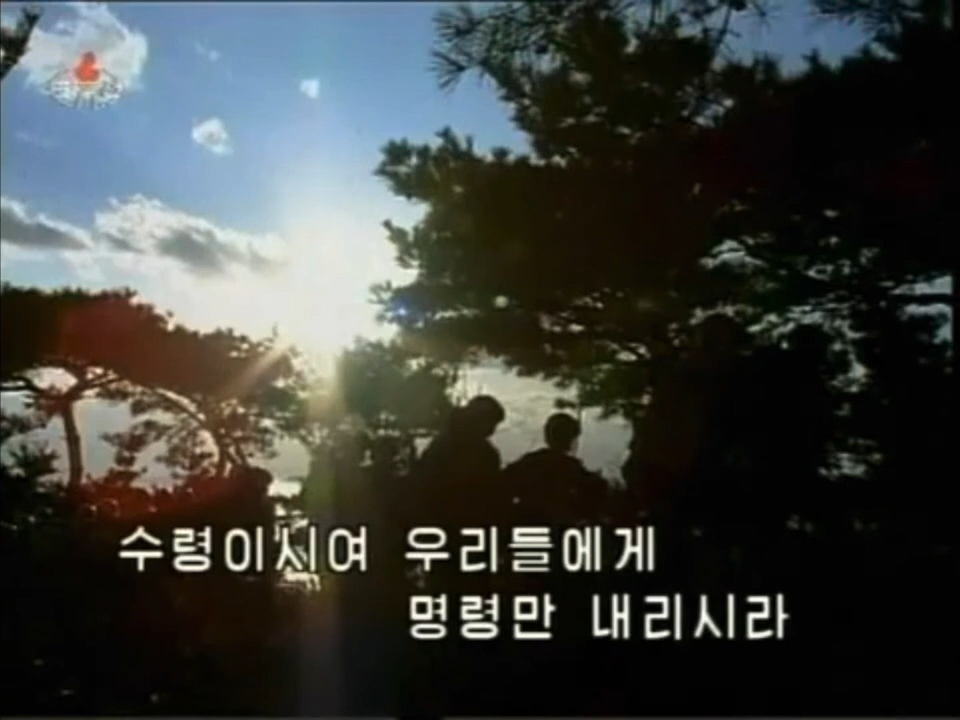 수령이시여 우리들에게
명령만 내리시라